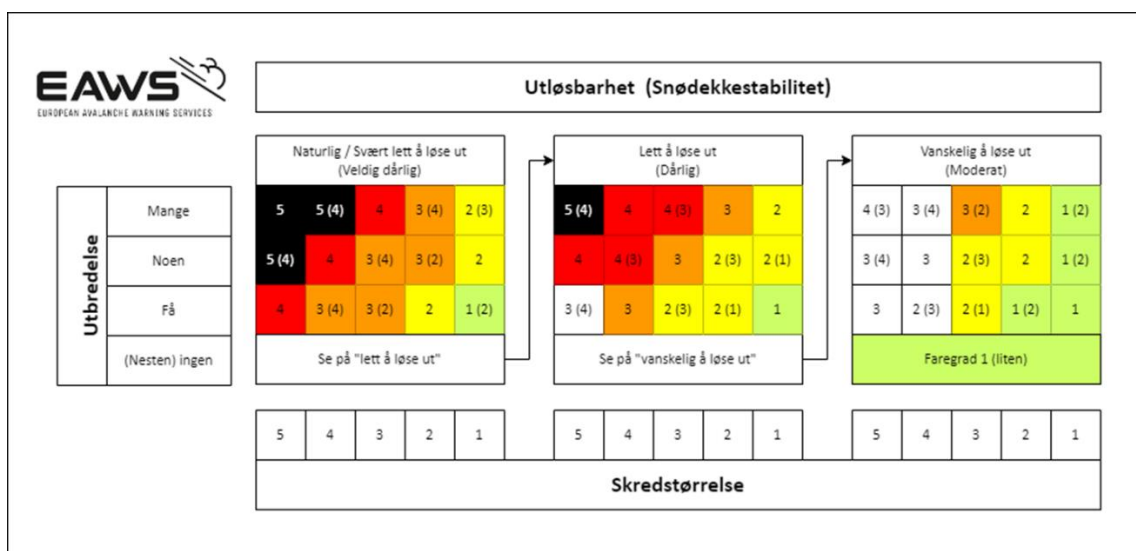 EAWS
EUROPEAN AVALANCHE WARNING SERVICES
Utløsbarhet (Snødekkestabilitet)
Naturlig / Svært lett å løse ut
(Veldig dårlig)
Lett å løse ut
(Dårlig)
Vanskelig å løse ut
(Moderat)
Utbredelse
Mange
5 5 (4) 4 3 (4) 2 (3)
5 (4) 4 4 (3) 3 2
4 (3) 3 (4) 3 (2) 2 1 (2)
Noen
5 (4) 4 3 (4) 3 (2) 2
4 4 (3) 3 2 (3) 2 (1)
3 (4) 3 2 (3) 2 1 (2)
Få
4 3 (4) 3 (2) 2 1 (2)
3 (4) 3 2 (3) 2 (1) 1
3 2 (3) 2 (1) 1 (2) 1
(Nesten) ingen
Se på "lett å løse ut"
Se på "vanskelig å løse ut"
Faregrad 1 (liten)
5 4 3 2 1
5 4 3 2 1
5 4 3 2 1
Skredstørrelse